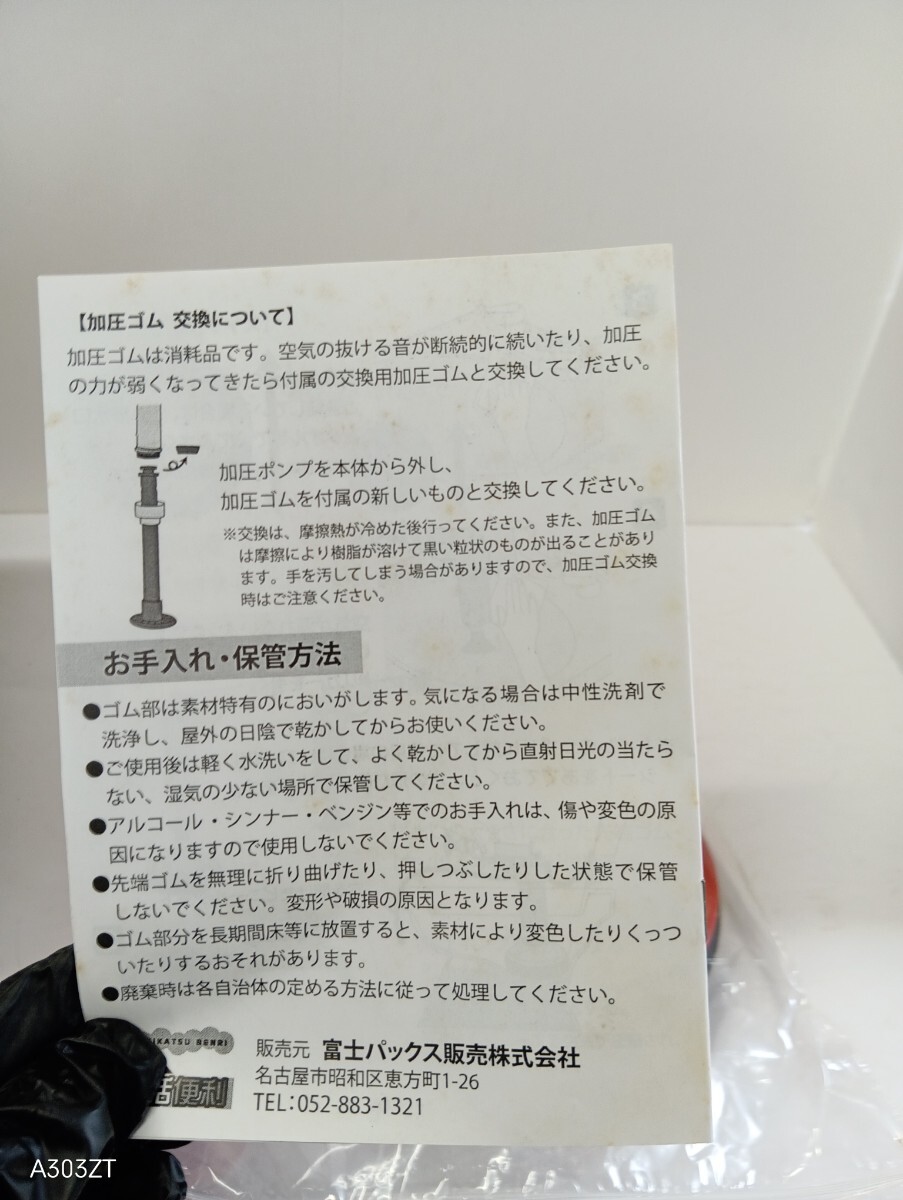 【加圧ゴム 交換について】
加圧ゴムは消耗品です。空気の抜ける音が断続的に続いたり、加圧
の力が弱くなってきたら付属の交換用加圧ゴムと交換してください。
加圧ポンプを本体から外し、
加圧ゴムを付属の新しいものと交換してください。
※交換は、摩擦熱が冷めた後行ってください。また、加圧ゴム
は摩擦により樹脂が溶けて黒い粒状のものが出ることがあり
ます。手を汚してしまう場合がありますので、加圧ゴム交換
時はご注意ください。
お手入れ・保管方法
●ゴム部は素材特有のにおいがします。気になる場合は中性洗剤で
洗浄し、屋外の日陰で乾かしてからお使いください。
●ご使用後は軽く水洗いをして、よく乾かしてから直射日光の当たら
ない、湿気の少ない場所で保管してください。
●アルコール・シンナー・ベンジン等でのお手入れは、傷や変色の原
因になりますので使用しないでください。
●先端ゴムを無理に折り曲げたり、押しつぶしたりした状態で保管
しないでください。変形や破損の原因となります。
●ゴム部分を長期間床等に放置すると、素材により変色したりくっつ
いたりするおそれがあります。
●廃棄時は各自治体の定める方法に従って処理してください。
IKATSU BENRI
活便利
販売元 富士パックス販売株式会社
名古屋市昭和区恵方町1-26
TEL：052-883-1321
A303ZT